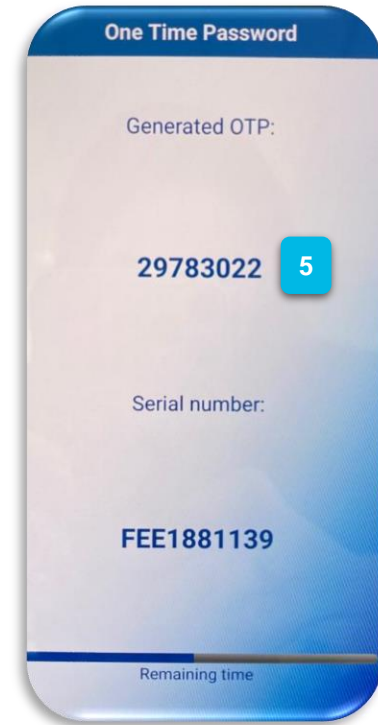 One Time Password
Generated OTP:
29783022 5
Serial number:
FEE1881139
Remaining time